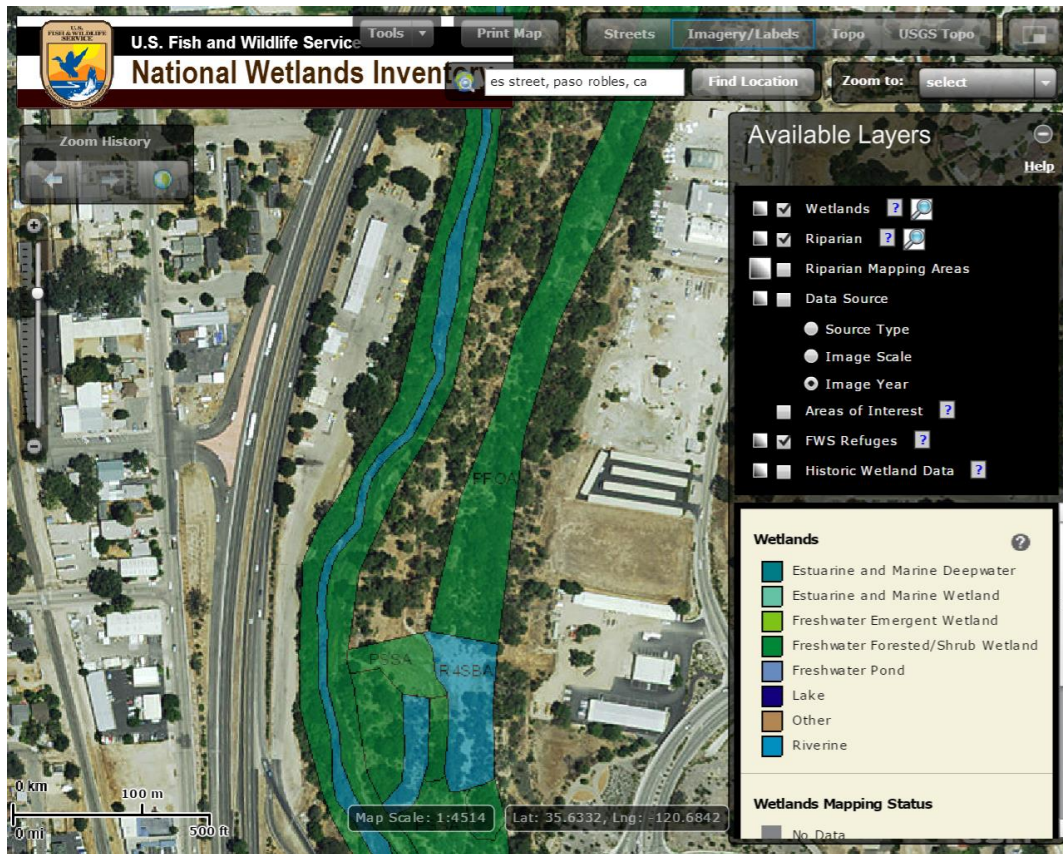 U.S. FISH & WILDLIFE SERVICE
U.S. Fish and Wildlife Service
National Wetlands Inventory
Tools
Print Map
Streets
Imagery/Labels
Topo
USGS Topo
es street, paso robles, ca
Find Location
Zoom to:
select
Zoom History
Available Layers
Help
Wetlands ?
Riparian ?
Riparian Mapping Areas
Data Source
Source Type
Image Scale
Image Year
Areas of Interest ?
FWS Refuges ?
Historic Wetland Data ?
PFOA
PSSA
R4SBA
Wetlands ?
Estuarine and Marine Deepwater
Estuarine and Marine Wetland
Freshwater Emergent Wetland
Freshwater Forested/Shrub Wetland
Freshwater Pond
Lake
Other
Riverine
Wetlands Mapping Status
No Data
0 km
100 m
0 mi
500 ft
Map Scale: 1:4514
Lat: 35.6332, Lng: -120.6842